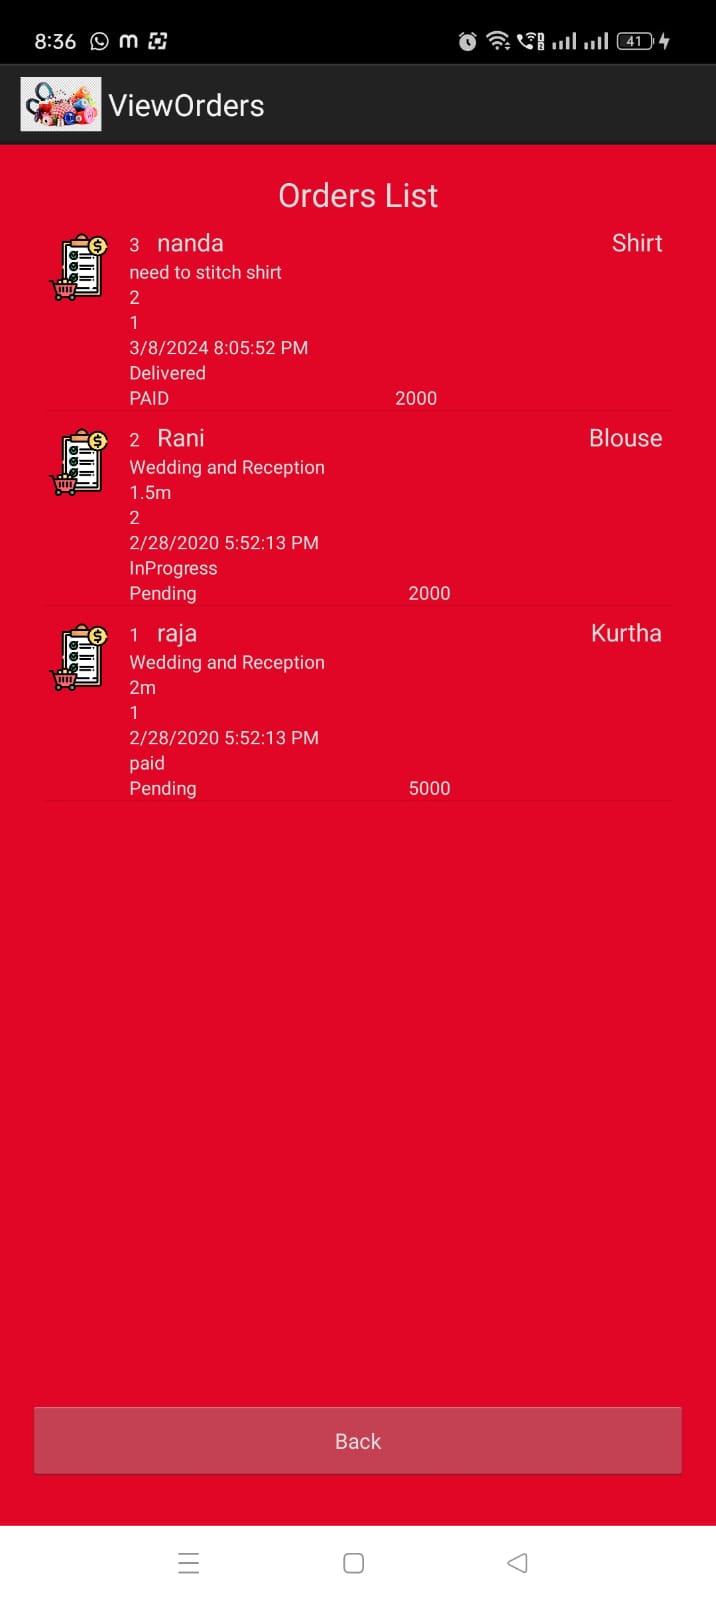 8:36 41
ViewOrders
Orders List
3 nanda Shirt
need to stitch shirt
2
1
3/8/2024 8:05:52 PM
Delivered
PAID 2000
2 Rani Blouse
Wedding and Reception
1.5m
2
2/28/2020 5:52:13 PM
InProgress
Pending 2000
1 raja Kurtha
Wedding and Reception
2m
1
2/28/2020 5:52:13 PM
paid
Pending 5000
Back